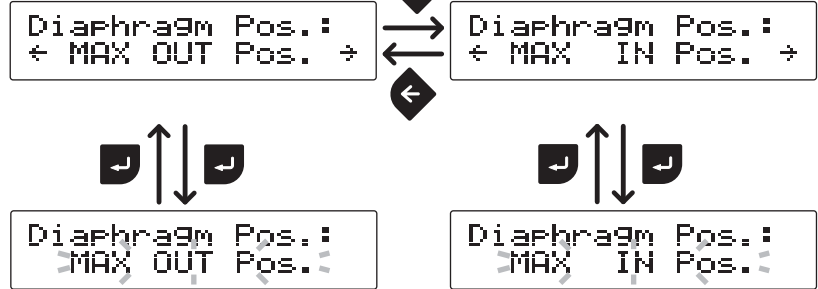 Diaphragm Pos.:
← MAX OUT Pos. →
Diaphragm Pos.:
← MAX IN Pos. →
Diaphragm Pos.:
MAX OUT Pos.
Diaphragm Pos.:
MAX IN Pos.